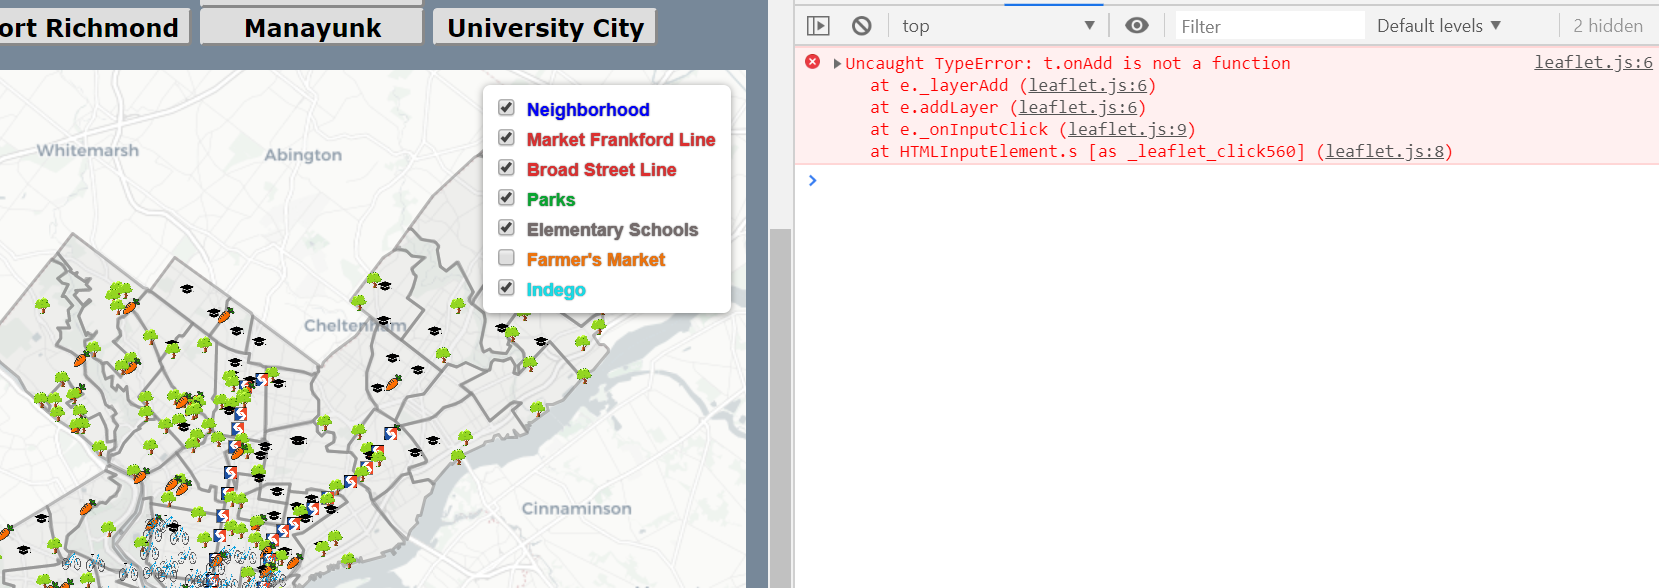 ort Richmond
Manayunk
University City
Neighborhood
Market Frankford Line
Broad Street Line
Parks
Elementary Schools
Farmer's Market
Indego
Whitemarsh
Abington
Cheltenham
Cinnaminson
top
Filter
Default levels
2 hidden
Uncaught TypeError: t.onAdd is not a function leaflet.js:6
at e._layerAdd (leaflet.js:6)
at e.addLayer (leaflet.js:6)
at e._onInputClick (leaflet.js:9)
at HTMLInputElement.s [as _leaflet_click560] (leaflet.js:8)